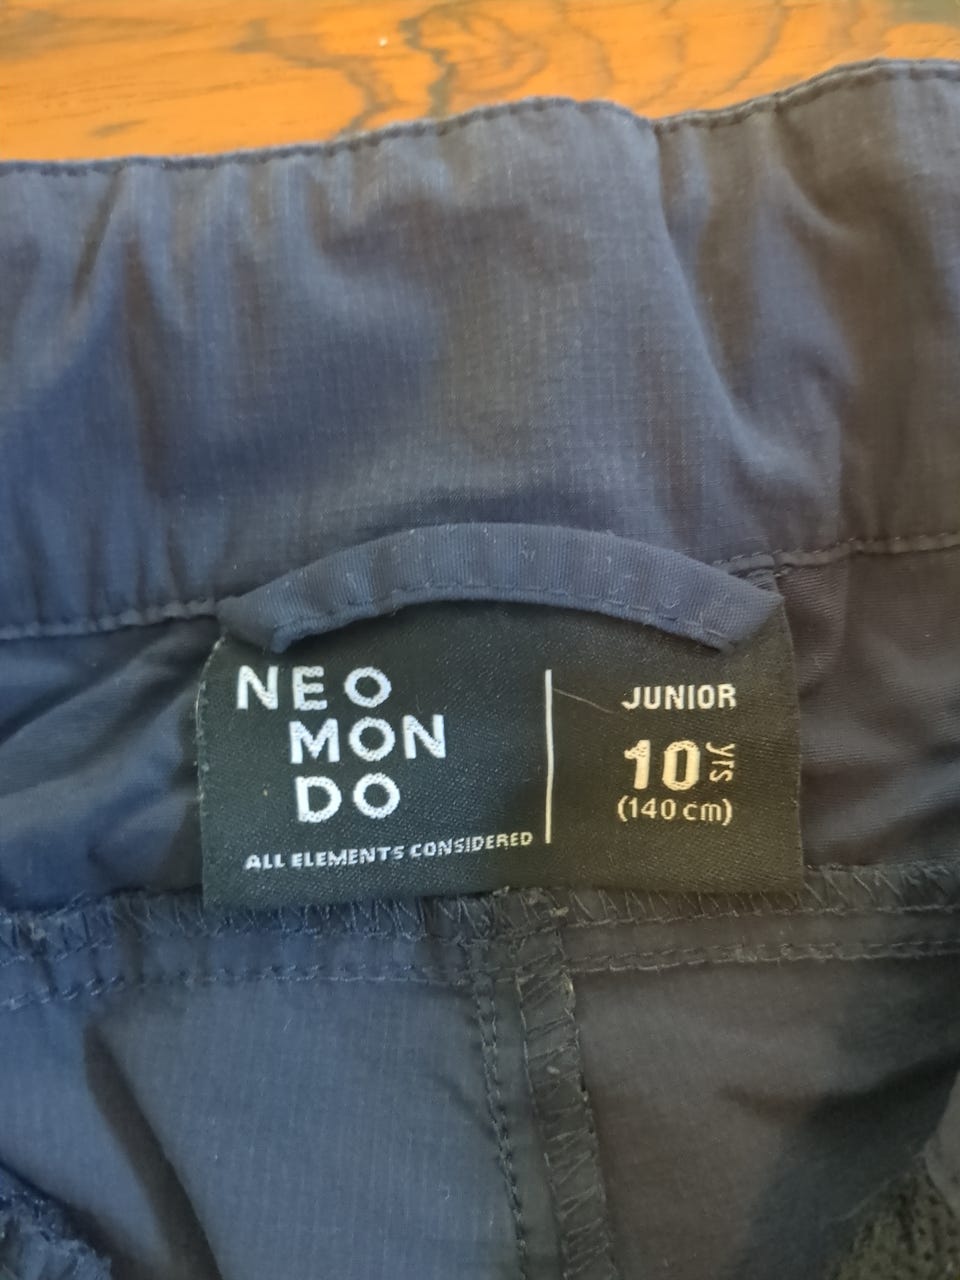 NEO
MON
DO
ALL ELEMENTS CONSIDERED
JUNIOR
10 yrs
(140 cm)